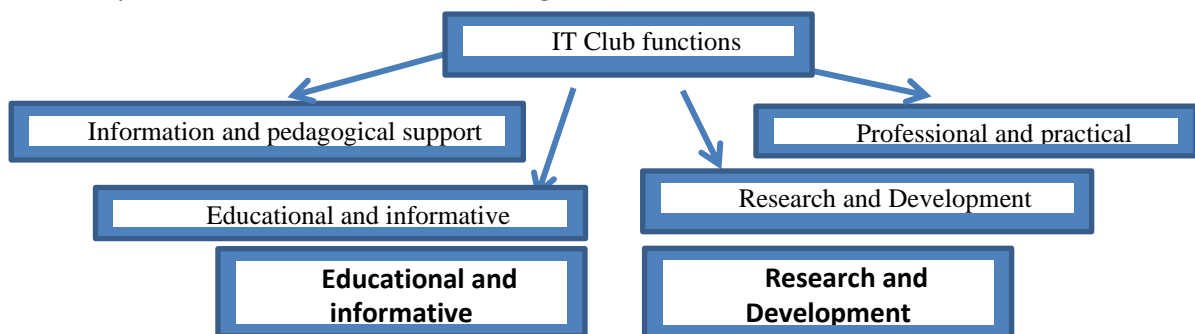 IT Club functions
Information and pedagogical support
Professional and practical
Educational and informative
Research and Development
Educational and
informative
Research and
Development